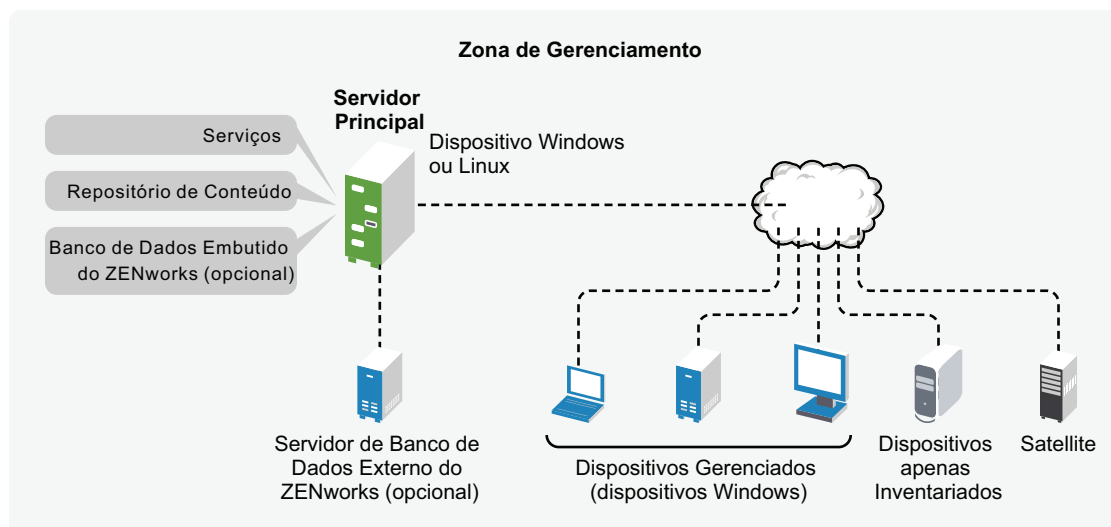 Zona de Gerenciamento
Servidor
Principal
Dispositivo Windows
ou Linux
Serviços
Repositório de Conteúdo
Banco de Dados Embutido
do ZENworks (opcional)
Servidor de Banco de
Dados Externo do
ZENworks (opcional)
Dispositivos Gerenciados
(dispositivos Windows)
Dispositivos
apenas
Inventariados
Satellite